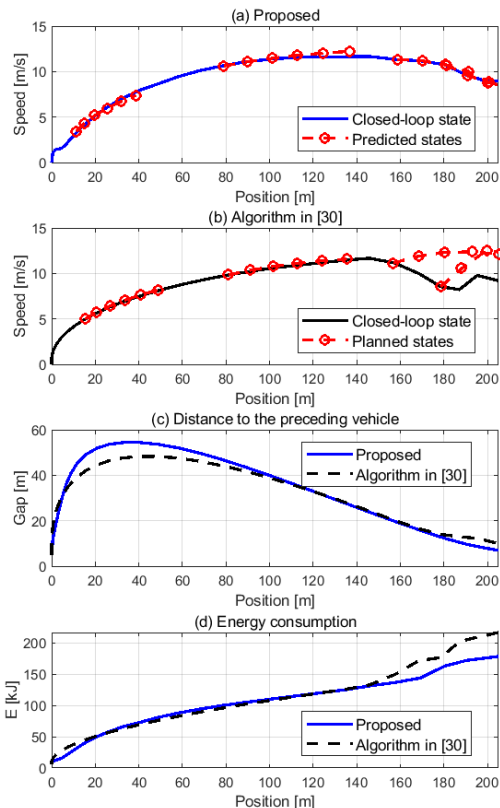 (a) Proposed
15
10
5
0
Speed [m/s]
Closed-loop state
Predicted states
0 20 40 60 80 100 120 140 160 180 200
Position [m]
(b) Algorithm in [30]
15
10
5
0
Speed [m/s]
Closed-loop state
Planned states
0 20 40 60 80 100 120 140 160 180 200
Position [m]
(c) Distance to the preceding vehicle
60
40
20
0
Gap [m]
Proposed
Algorithm in [30]
0 20 40 60 80 100 120 140 160 180 200
Position [m]
(d) Energy consumption
200
150
100
50
0
E [kJ]
Proposed
Algorithm in [30]
0 20 40 60 80 100 120 140 160 180 200
Position [m]